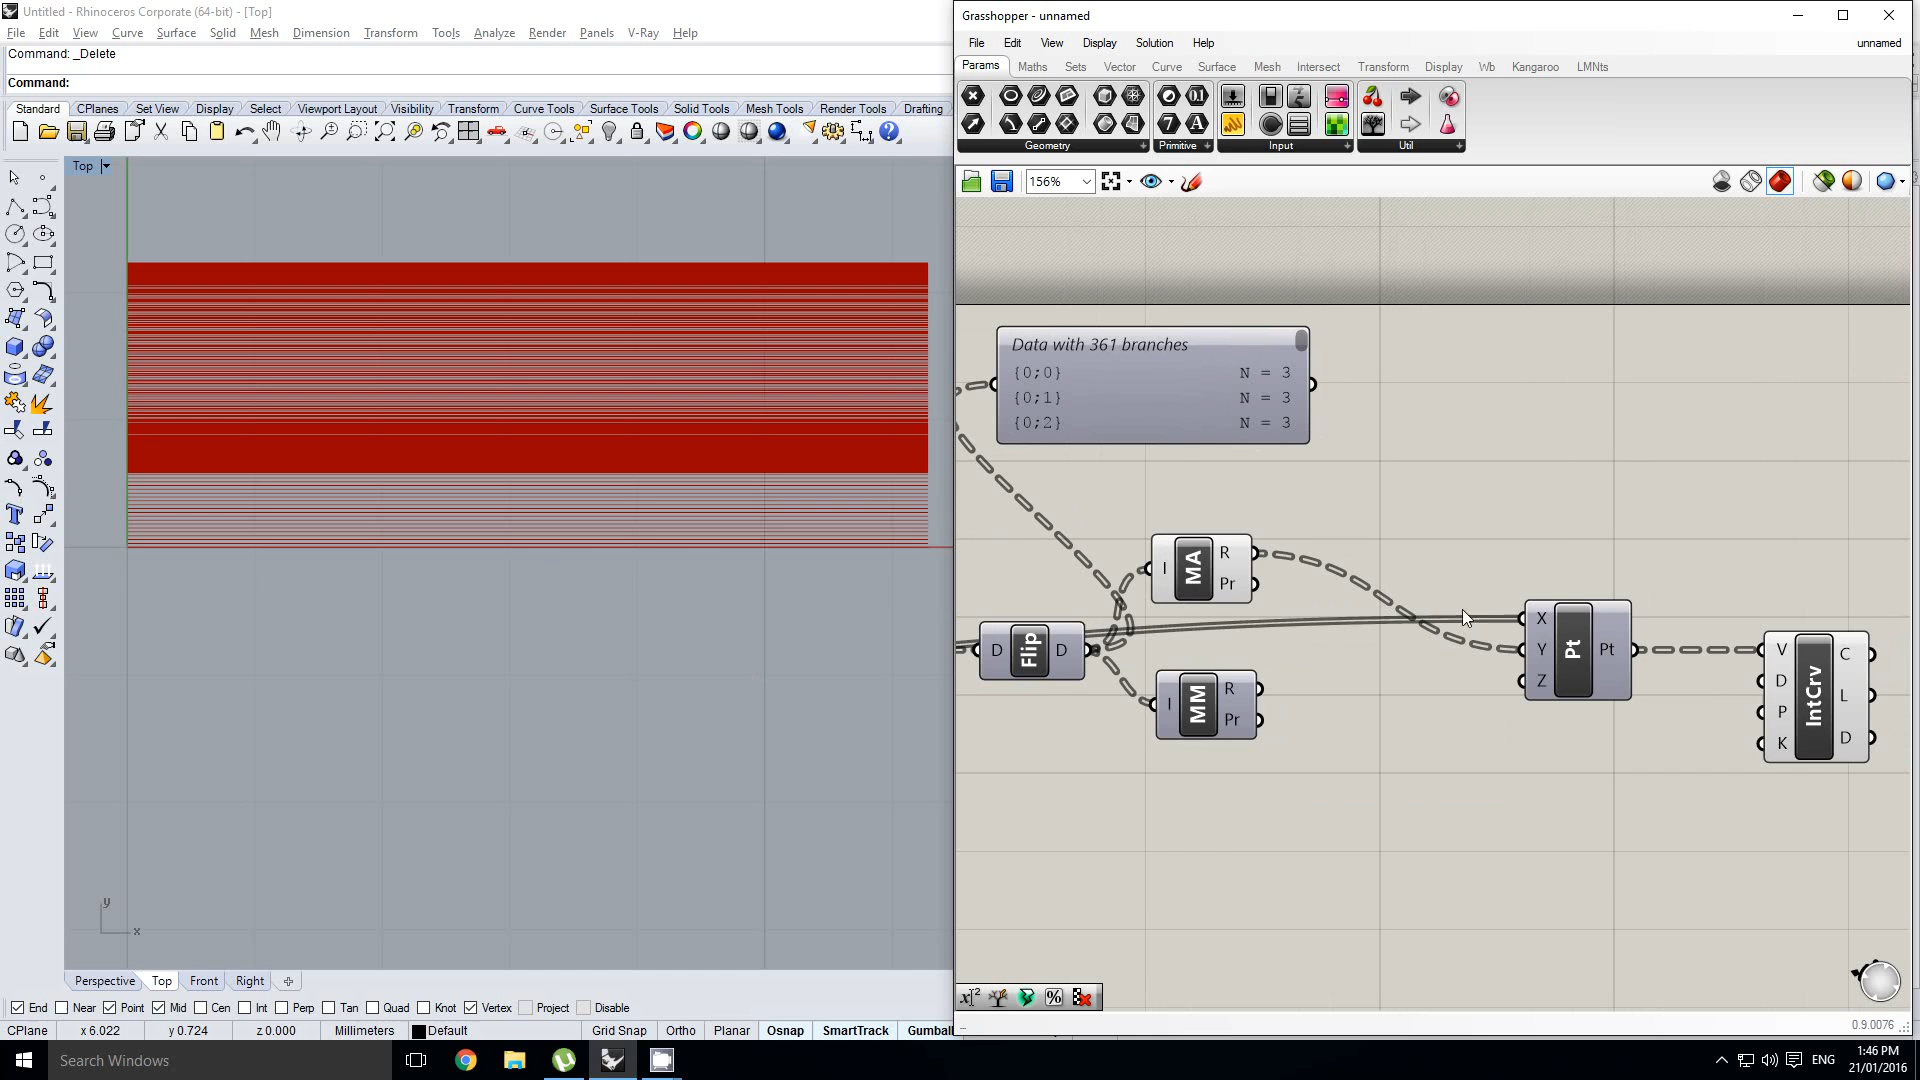 Untitled - Rhinoceros Corporate (64-bit) - [Top]
File Edit View Curve Surface Solid Mesh Dimension Transform Tools Analyze Render Panels V-Ray Help
Command: _Delete
Command:
Standard CPlanes Set View Display Select Viewport Layout Visibility Transform Curve Tools Surface Tools Solid Tools Mesh Tools Render Tools Drafting
Top
y
x
Perspective Top Front Right
End Near Point Mid Cen Int Perp Tan Quad Knot Vertex Project Disable
CPlane x 6.022 y 0.724 z 0.000 Millimeters Default Grid Snap Ortho Planar Osnap SmartTrack Gumball
Grasshopper - unnamed
File Edit View Display Solution Help unnamed
Params Maths Sets Vector Curve Surface Mesh Intersect Transform Display Wb Kangaroo LMNts
Geometry Primitive Input Util
156%
Data with 361 branches
{0;0} N = 3
{0;1} N = 3
{0;2} N = 3
I MA R Pr
D Flip D
I MM R Pr
X Y Z Pt Pt
V D P K IntCrv C L D
0.9.0076
Search Windows
ENG
1:46 PM
21/01/2016